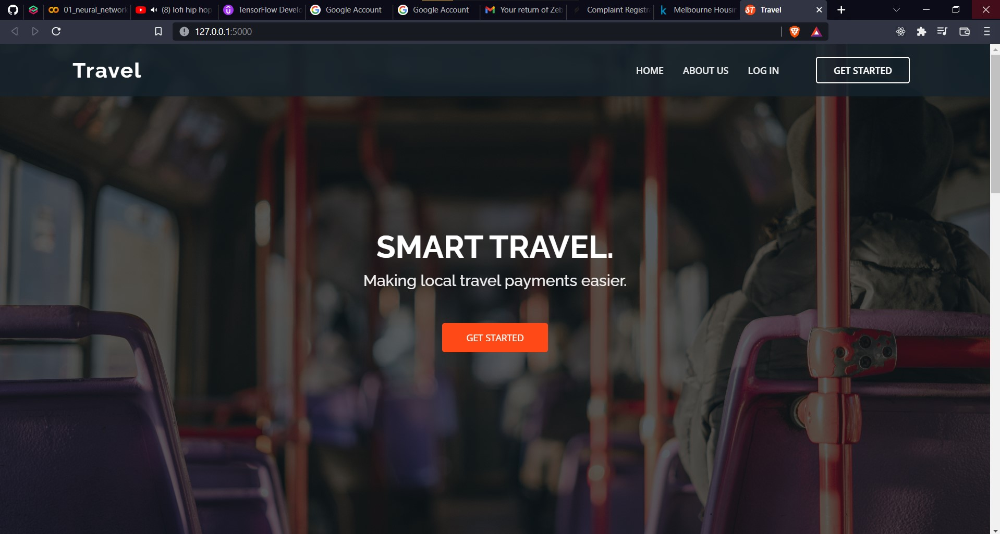 01_neural_network
(8) lofi hip hop
TensorFlow Develo
Google Account
Google Account
Your return of Zeb
Complaint Registra
Melbourne Housin
ST
Travel
127.0.0.1:5000
Travel
HOME
ABOUT US
LOG IN
GET STARTED
SMART TRAVEL.
Making local travel payments easier.
GET STARTED